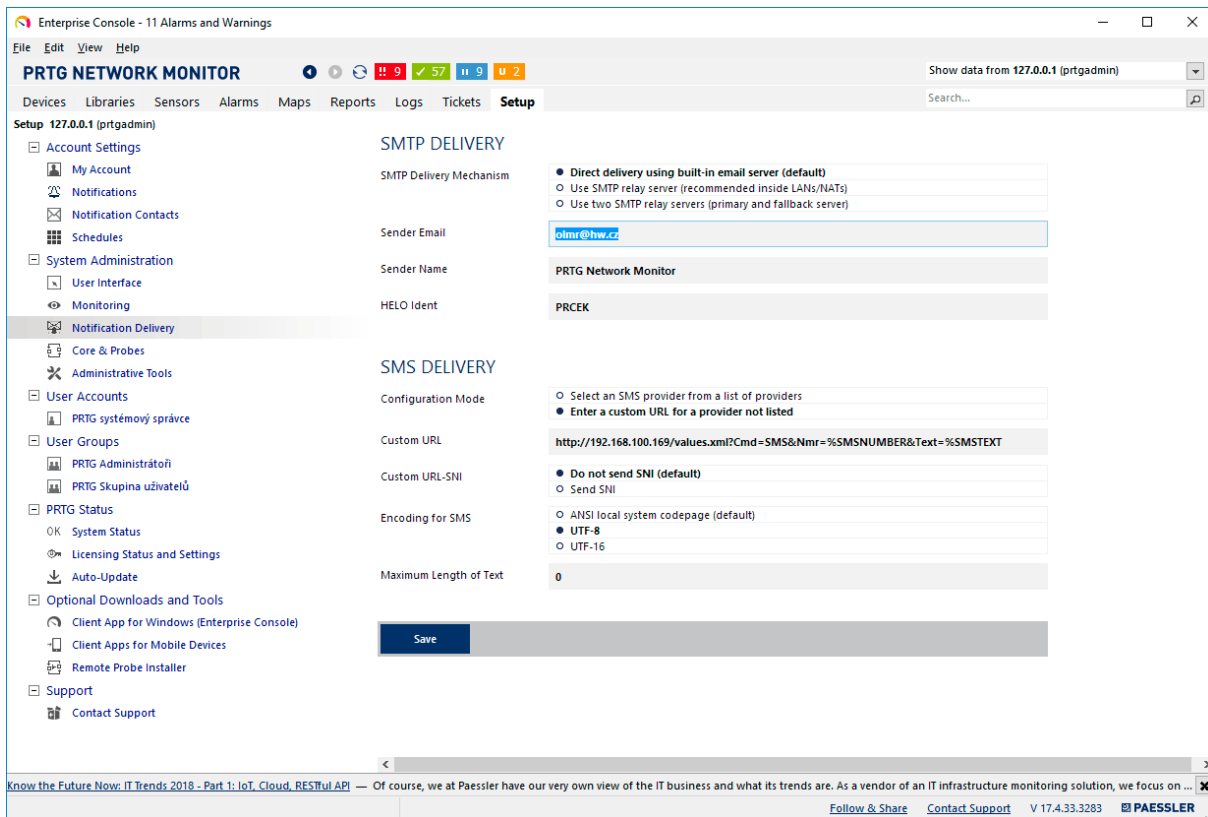 Enterprise Console - 11 Alarms and Warnings
File Edit View Help
PRTG NETWORK MONITOR !! 9 ✓ 57 II 9 U 2 Show data from 127.0.0.1 (prtgadmin)
Devices Libraries Sensors Alarms Maps Reports Logs Tickets Setup Search...
Setup 127.0.0.1 (prtgadmin)
Account Settings
My Account
Notifications
Notification Contacts
Schedules
System Administration
User Interface
Monitoring
Notification Delivery
Core & Probes
Administrative Tools
User Accounts
PRTG systémový správce
User Groups
PRTG Administrátoři
PRTG Skupina uživatelů
PRTG Status
OK System Status
Licensing Status and Settings
Auto-Update
Optional Downloads and Tools
Client App for Windows (Enterprise Console)
Client Apps for Mobile Devices
Remote Probe Installer
Support
Contact Support
SMTP DELIVERY
SMTP Delivery Mechanism
Direct delivery using built-in email server (default)
Use SMTP relay server (recommended inside LANs/NATs)
Use two SMTP relay servers (primary and fallback server)
Sender Email olmr@hw.cz
Sender Name PRTG Network Monitor
HELO Ident PRCEK
SMS DELIVERY
Configuration Mode
Select an SMS provider from a list of providers
Enter a custom URL for a provider not listed
Custom URL http://192.168.100.169/values.xml?Cmd=SMS&Nmr=%SMSNUMBER&Text=%SMSTEXT
Custom URL-SNI
Do not send SNI (default)
Send SNI
Encoding for SMS
ANSI local system codepage (default)
UTF-8
UTF-16
Maximum Length of Text 0
Save
Know the Future Now: IT Trends 2018 - Part 1: IoT, Cloud, RESTful API — Of course, we at Paessler have our very own view of the IT business and what its trends are. As a vendor of an IT infrastructure monitoring solution, we focus on ...
Follow & Share Contact Support V 17.4.33.3283 PAESSLER